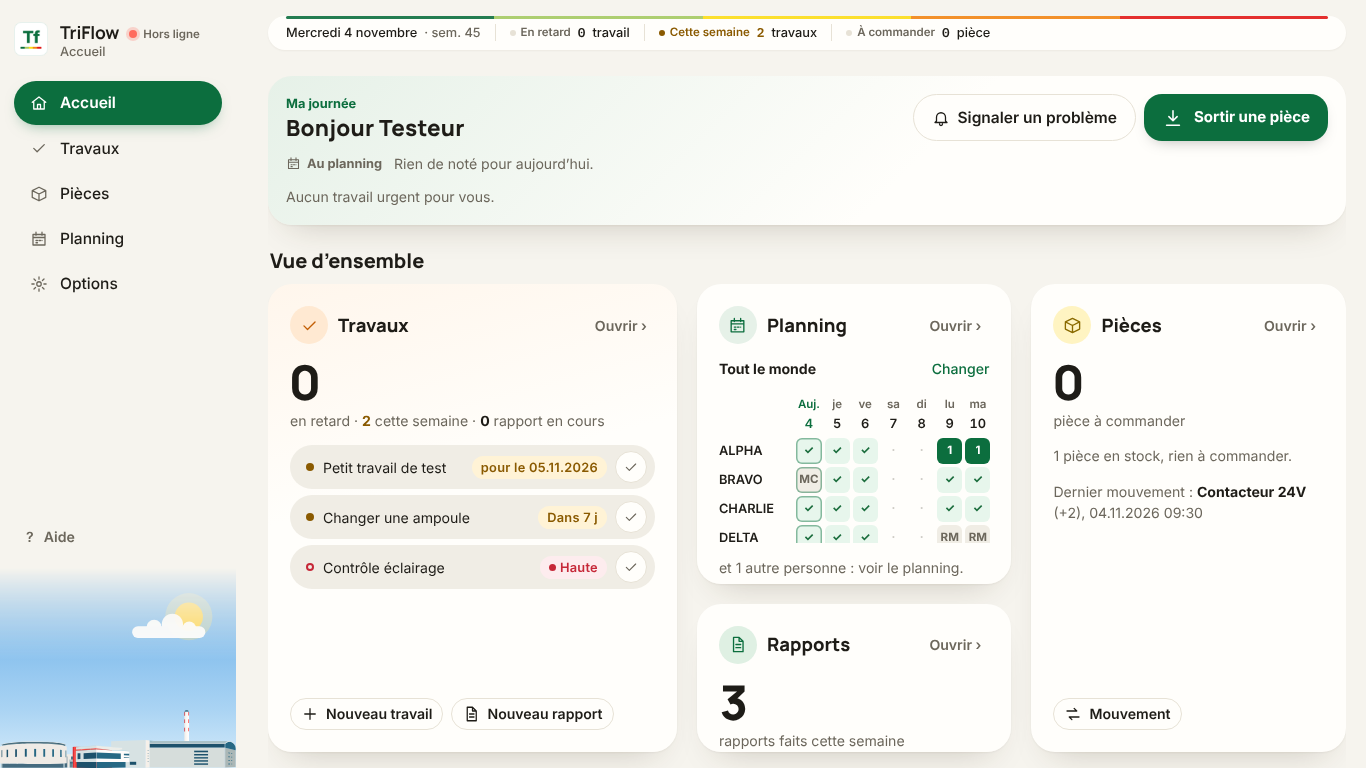 Tf TriFlow Hors ligne
Accueil
Accueil
Travaux
Pièces
Planning
Options
? Aide
Mercredi 4 novembre · sem. 45 En retard 0 travail Cette semaine 2 travaux À commander 0 pièce
Ma journée
Bonjour Testeur
Signaler un problème Sortir une pièce
Au planning Rien de noté pour aujourd’hui.
Aucun travail urgent pour vous.
Vue d’ensemble
Travaux Ouvrir ›
0
en retard · 2 cette semaine · 0 rapport en cours
Petit travail de test pour le 05.11.2026
Changer une ampoule Dans 7 j
Contrôle éclairage Haute
Nouveau travail Nouveau rapport
Planning Ouvrir ›
Tout le monde Changer
Auj. je ve sa di lu ma
4 5 6 7 8 9 10
ALPHA ✓ ✓ ✓ · · 1 1
BRAVO MC ✓ ✓ · · ✓ ✓
CHARLIE ✓ ✓ ✓ · · ✓ ✓
DELTA ✓ ✓ ✓ · · RM RM
et 1 autre personne : voir le planning.
Rapports Ouvrir ›
3
rapports faits cette semaine
Pièces Ouvrir ›
0
pièce à commander
1 pièce en stock, rien à commander.
Dernier mouvement : Contacteur 24V
(+2), 04.11.2026 09:30
Mouvement